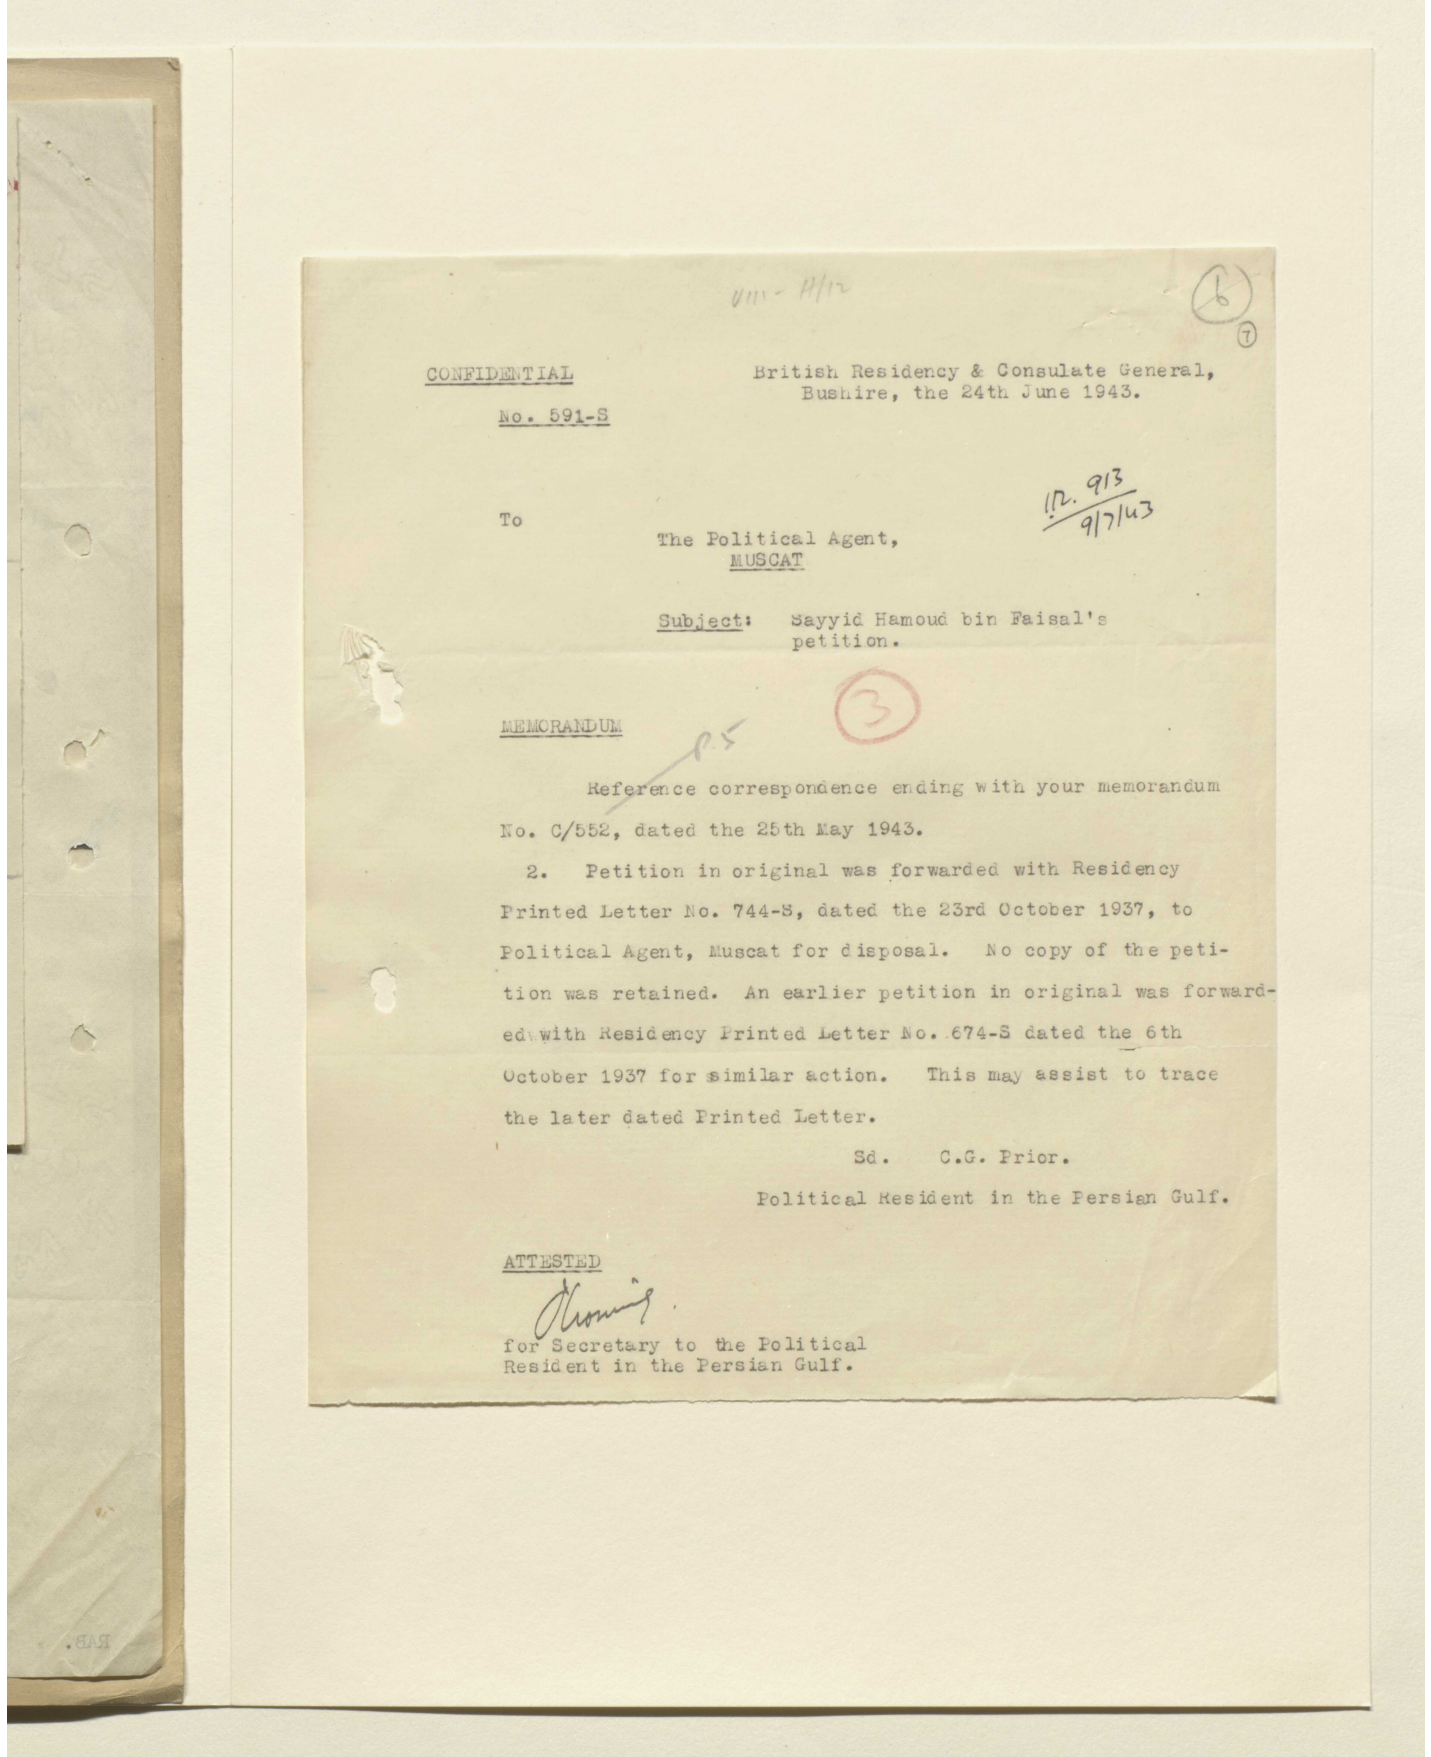 VIII - A/12
6
7
CONFIDENTIAL
British Residency & Consulate General,
Bushire, the 24th June 1943.
No. 591-S
913
9/7/43
To
The Political Agent,
MUSCAT
Subject: Sayyid Hamoud bin Faisal's
petition.
3
MEMORANDUM
P. 5
Reference correspondence ending with your memorandum
No. C/552, dated the 25th May 1943.
2. Petition in original was forwarded with Residency
Printed Letter No. 744-S, dated the 23rd October 1937, to
Political Agent, Muscat for disposal. No copy of the peti-
tion was retained. An earlier petition in original was forward-
ed with Residency Printed Letter No. 674-S dated the 6th
October 1937 for similar action. This may assist to trace
the later dated Printed Letter.
Sd. C.G. Prior.
Political Resident in the Persian Gulf.
ATTESTED
for Secretary to the Political
Resident in the Persian Gulf.
RAB.